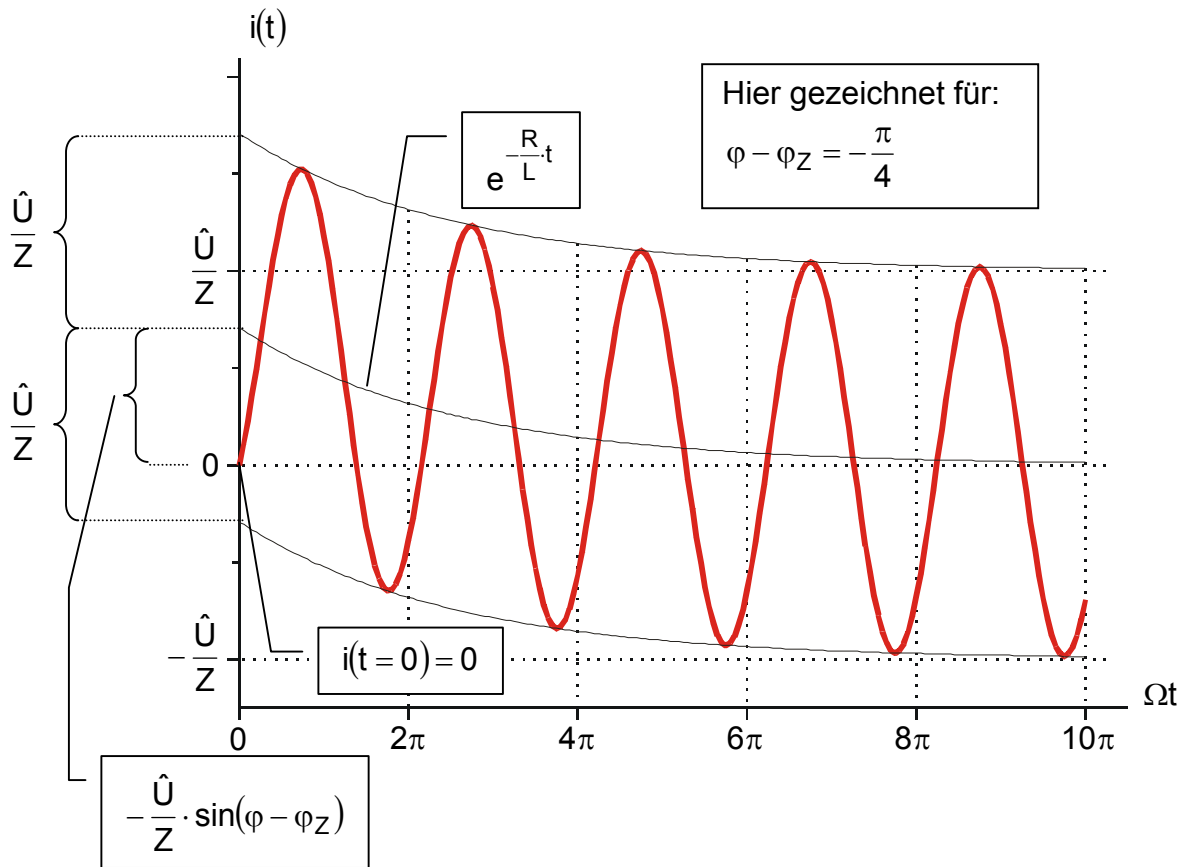 i(t)
Hier gezeichnet für:
φ − φ_Z = −π/4
e^(−R/L·t)
Û/Z
Û/Z
Û/Z
0
−Û/Z
i(t = 0) = 0
Ωt
0 2π 4π 6π 8π 10π
−Û/Z · sin(φ − φ_Z)